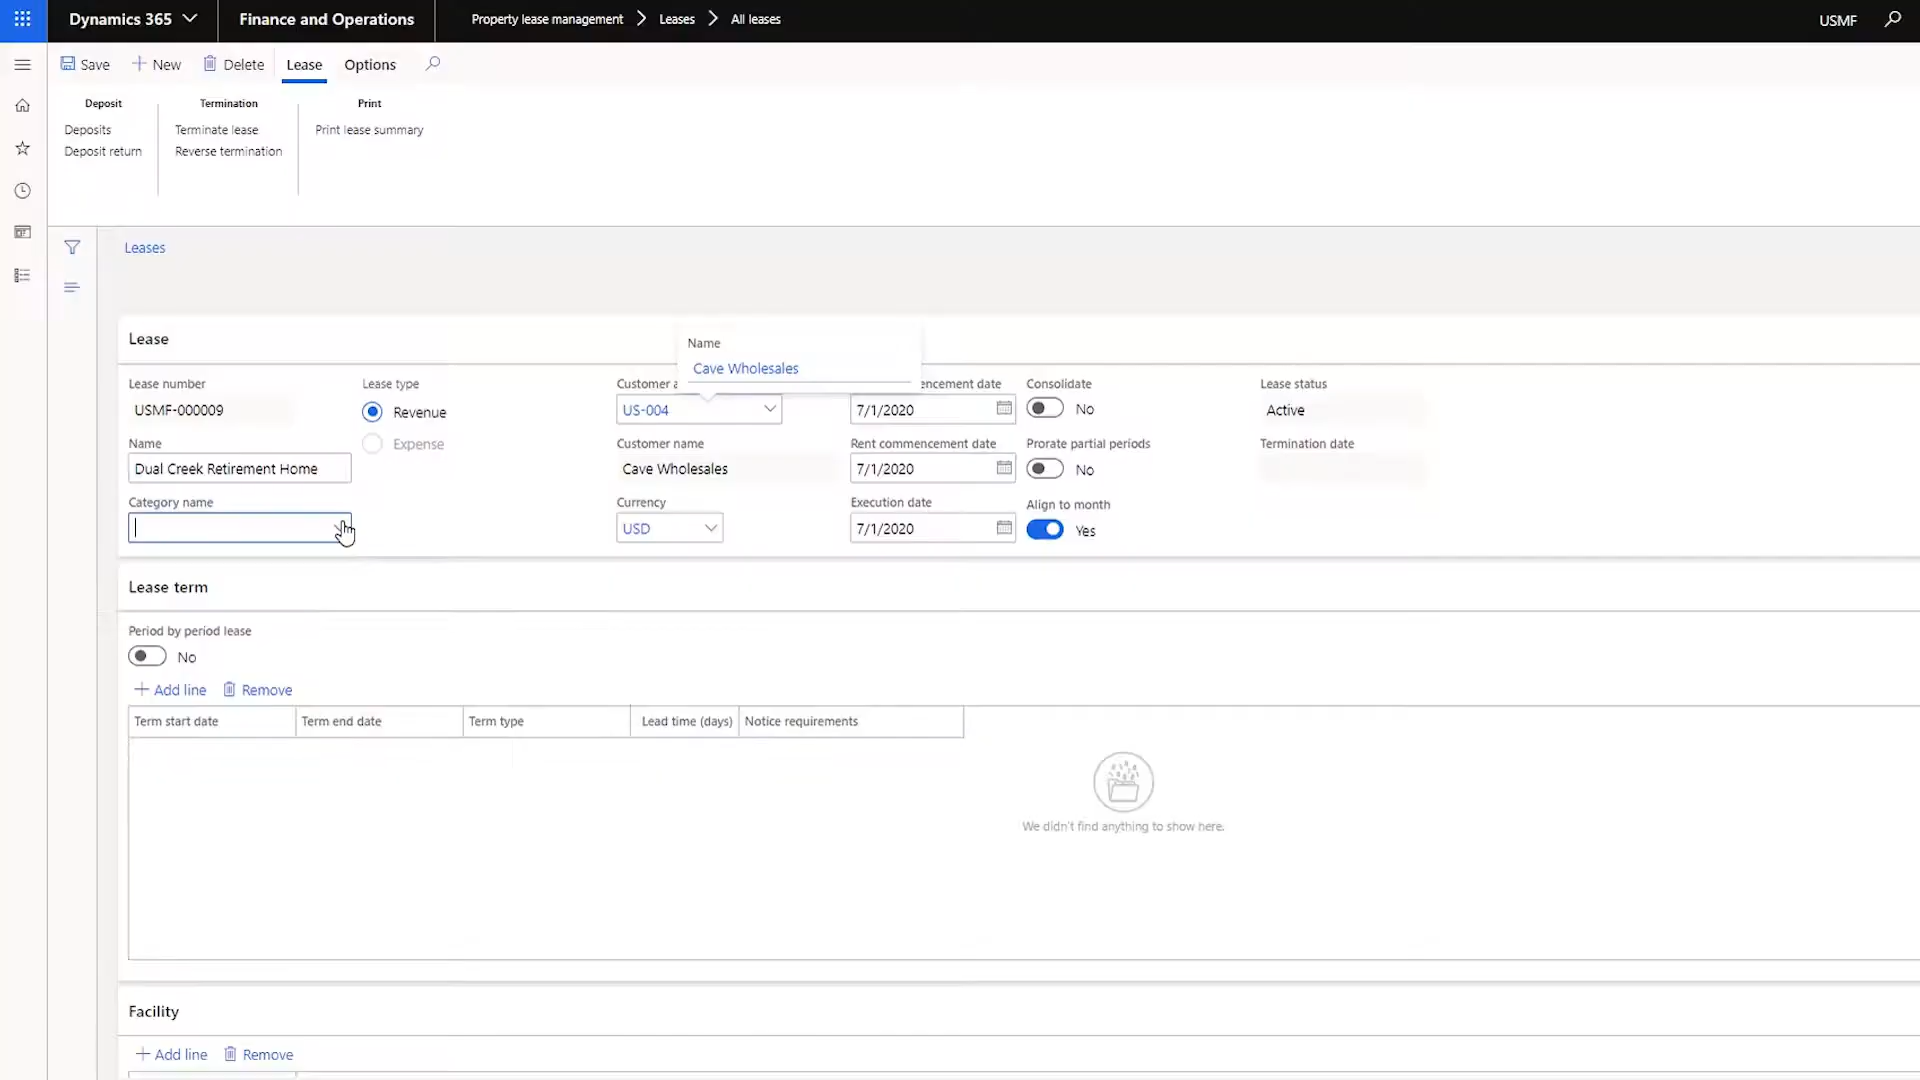 Dynamics 365
Finance and Operations
Property lease management
Leases
All leases
USMF
Save
New
Delete
Lease
Options
Deposit
Deposits
Deposit return
Termination
Terminate lease
Reverse termination
Print
Print lease summary
Leases
Lease
Name
Cave Wholesales
Lease number
USMF-000009
Name
Dual Creek Retirement Home
Category name
Lease type
Revenue
Expense
Customer a
US-004
Customer name
Cave Wholesales
Currency
USD
encement date
7/1/2020
Rent commencement date
7/1/2020
Execution date
7/1/2020
Consolidate
No
Prorate partial periods
No
Align to month
Yes
Lease status
Active
Termination date
Lease term
Period by period lease
No
Add line
Remove
Term start date
Term end date
Term type
Lead time (days)
Notice requirements
We didn't find anything to show here.
Facility
Add line
Remove